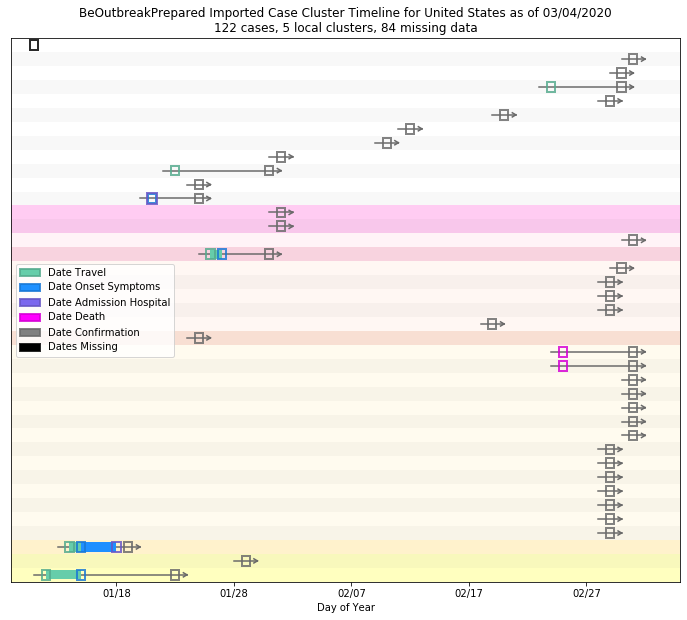 BeOutbreakPrepared Imported Case Cluster Timeline for United States as of 03/04/2020
122 cases, 5 local clusters, 84 missing data
Date Travel
Date Onset Symptoms
Date Admission Hospital
Date Death
Date Confirmation
Dates Missing
01/18 01/28 02/07 02/17 02/27
Day of Year